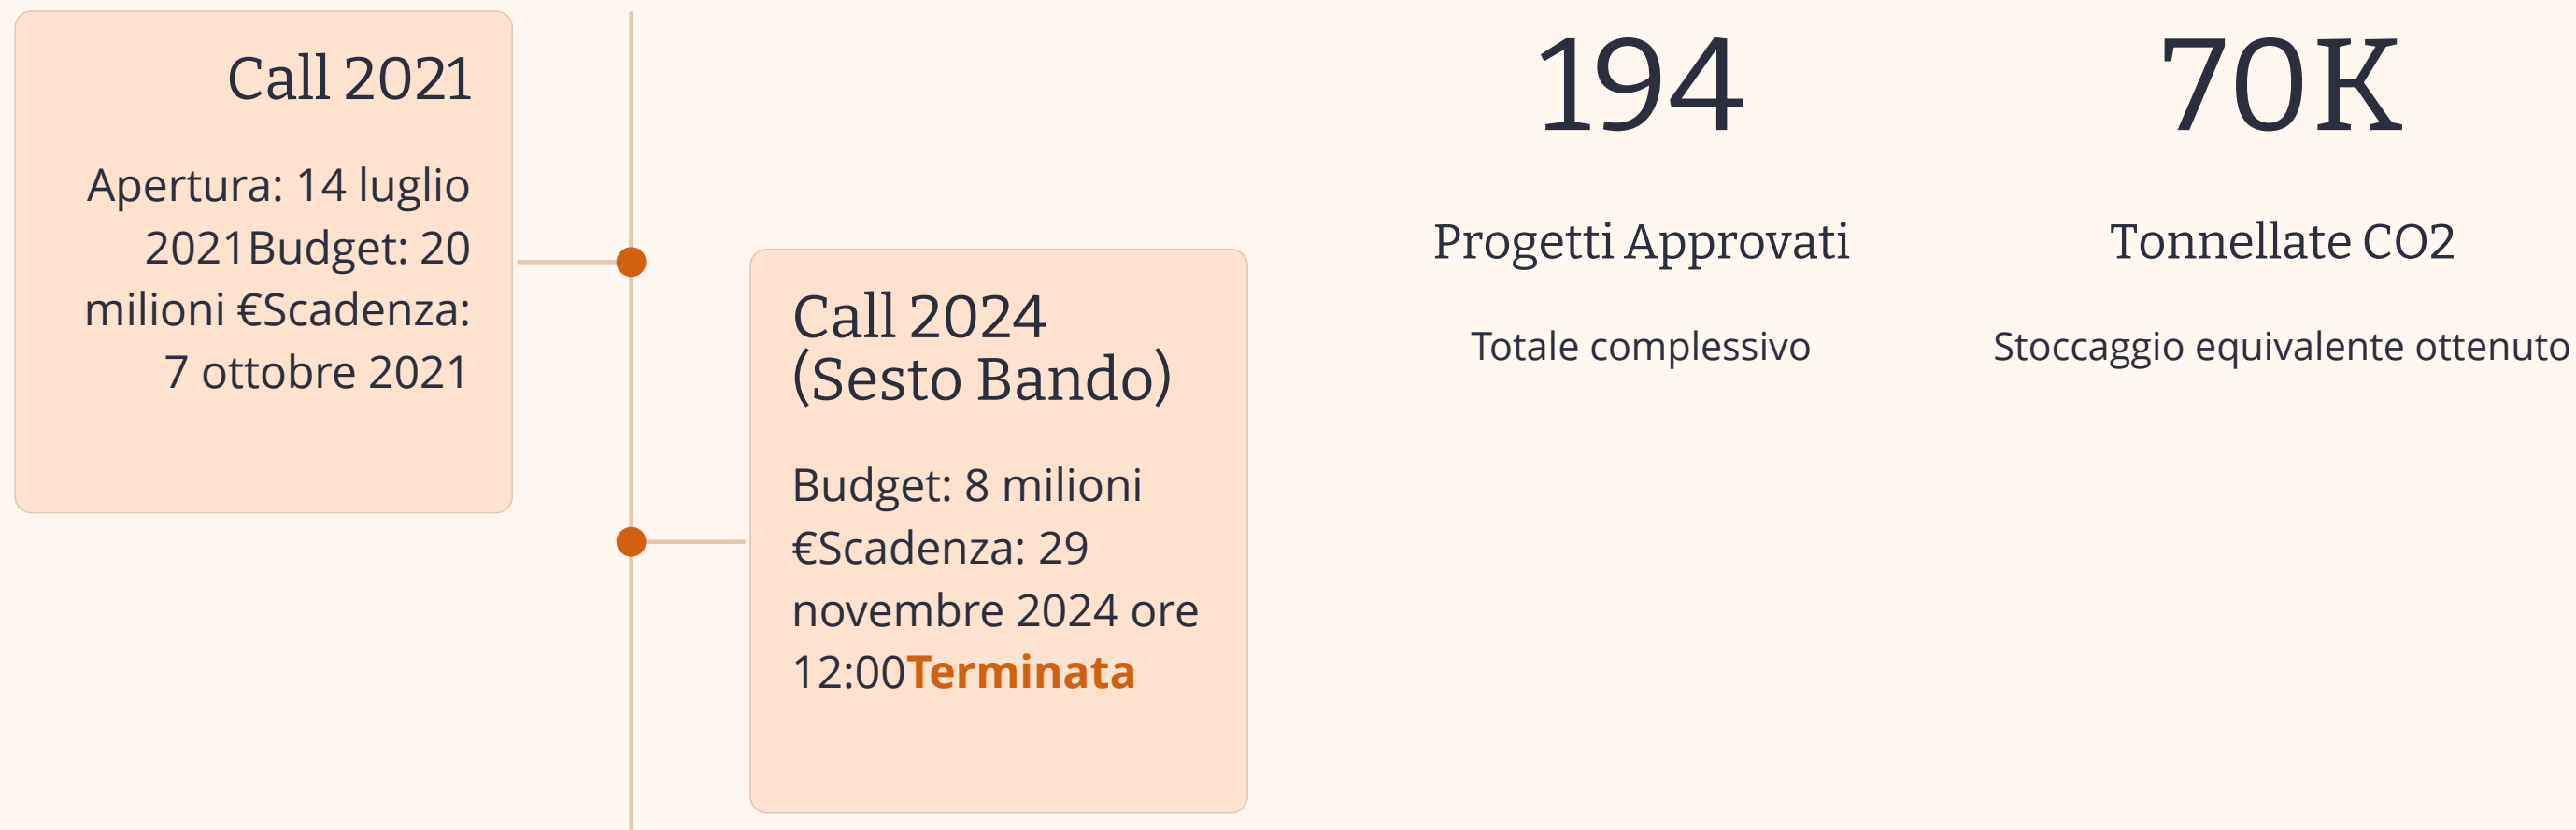 Call 2021
Apertura: 14 luglio
2021Budget: 20
milioni €Scadenza:
7 ottobre 2021
Call 2024
(Sesto Bando)
Budget: 8 milioni
€Scadenza: 29
novembre 2024 ore
12:00Terminata
194
Progetti Approvati
Totale complessivo
70K
Tonnellate CO2
Stoccaggio equivalente ottenuto